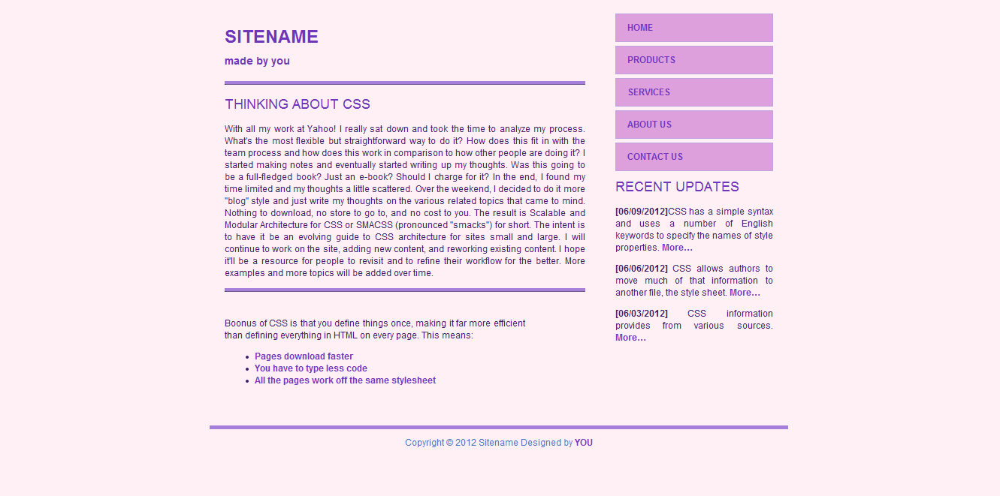 SITENAME
made by you
THINKING ABOUT CSS
With all my work at Yahoo! I really sat down and took the time to analyze my process.
What's the most flexible but straightforward way to do it? How does this fit in with the
team process and how does this work in comparison to how other people are doing it? I
started making notes and eventually started writing up my thoughts. Was this going to
be a full-fledged book? Just an e-book? Should I charge for it? In the end, I found my
time limited and my thoughts a little scattered. Over the weekend, I decided to do it more
"blog" style and just write my thoughts on the various related topics that came to mind.
Nothing to download, no store to go to, and no cost to you. The result is Scalable and
Modular Architecture for CSS or SMACSS (pronounced "smacks") for short. The intent is
to have it be an evolving guide to CSS architecture for sites small and large. I will
continue to work on the site, adding new content, and reworking existing content. I hope
it'll be a resource for people to revisit and to refine their workflow for the better. More
examples and more topics will be added over time.
Boonus of CSS is that you define things once, making it far more efficient
than defining everything in HTML on every page. This means:
• Pages download faster
• You have to type less code
• All the pages work off the same stylesheet
HOME
PRODUCTS
SERVICES
ABOUT US
CONTACT US
RECENT UPDATES
[06/09/2012]CSS has a simple syntax
and uses a number of English
keywords to specify the names of style
properties. More…
[06/06/2012] CSS allows authors to
move much of that information to
another file, the style sheet. More…
[06/03/2012] CSS information
provides from various sources.
More…
Copyright © 2012 Sitename Designed by YOU